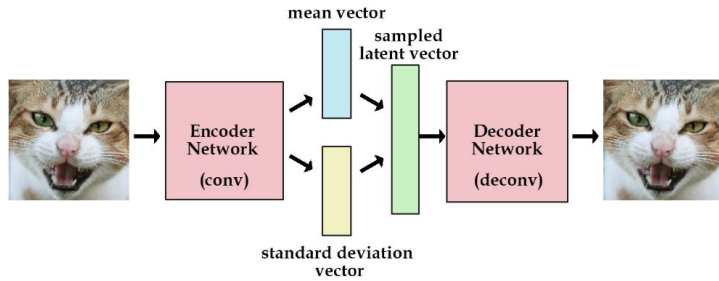 mean vector
sampled
latent vector
Encoder
Network
(conv)
Decoder
Network
(deconv)
standard deviation
vector